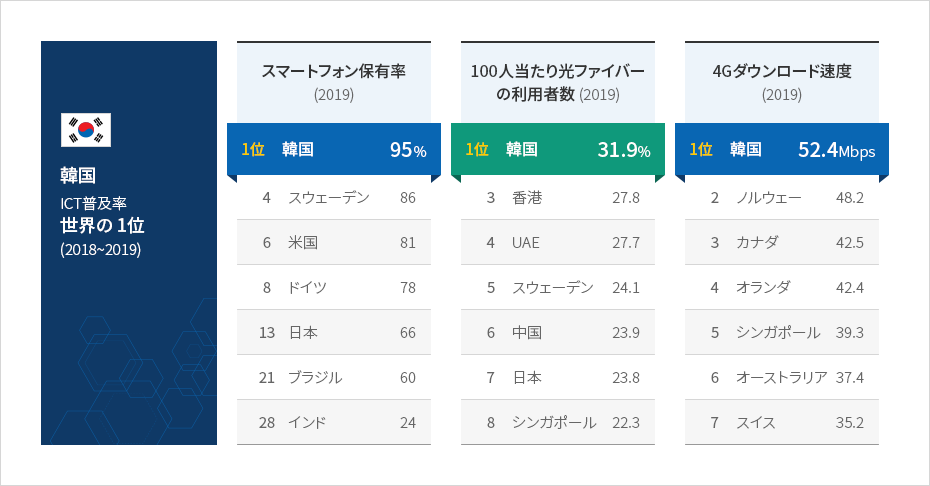 韓国
ICT普及率
世界の 1位
(2018~2019)
スマートフォン保有率
(2019)
1位 韓国 95%
4 スウェーデン 86
6 米国 81
8 ドイツ 78
13 日本 66
21 ブラジル 60
28 インド 24
100人当たり光ファイバー
の利用者数 (2019)
1位 韓国 31.9%
3 香港 27.8
4 UAE 27.7
5 スウェーデン 24.1
6 中国 23.9
7 日本 23.8
8 シンガポール 22.3
4Gダウンロード速度
(2019)
1位 韓国 52.4Mbps
2 ノルウェー 48.2
3 カナダ 42.5
4 オランダ 42.4
5 シンガポール 39.3
6 オーストラリア 37.4
7 スイス 35.2